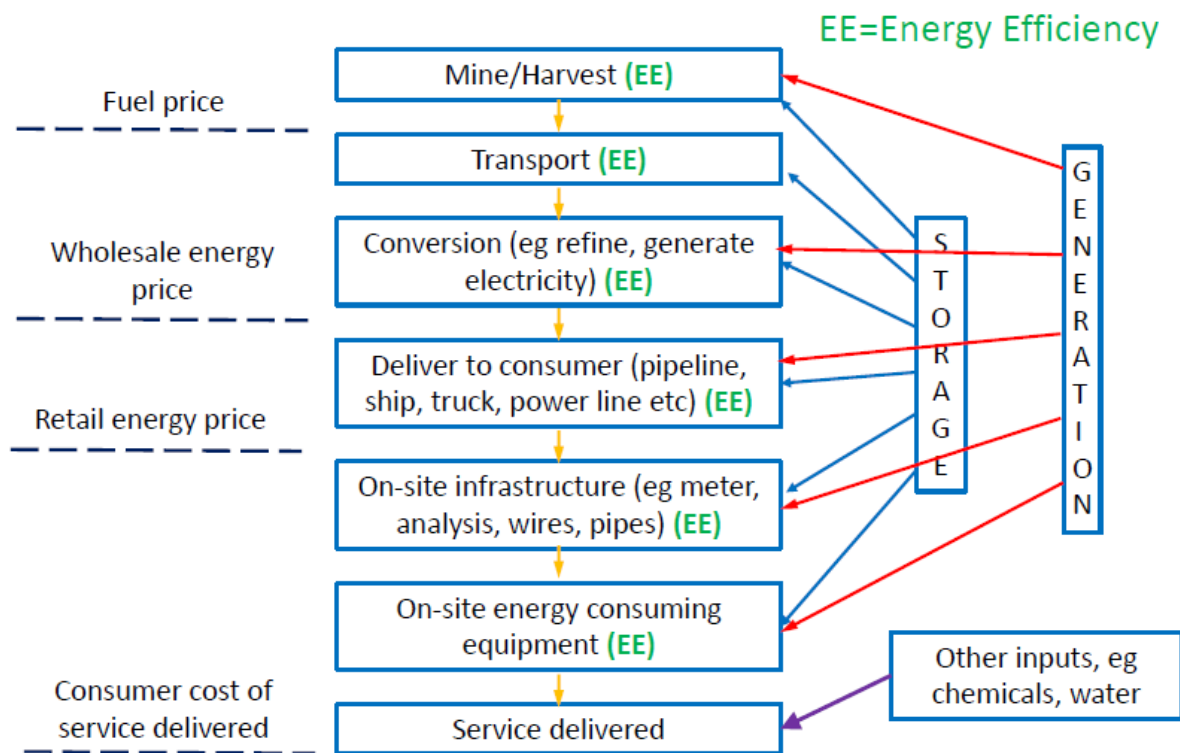 EE=Energy Efficiency
Mine/Harvest (EE)
Fuel price
Transport (EE)
Wholesale energy
price
Conversion (eg refine, generate
electricity) (EE)
Deliver to consumer (pipeline,
ship, truck, power line etc) (EE)
Retail energy price
On-site infrastructure (eg meter,
analysis, wires, pipes) (EE)
On-site energy consuming
equipment (EE)
Consumer cost of
service delivered
Service delivered
STORAGE
GENERATION
Other inputs, eg
chemicals, water